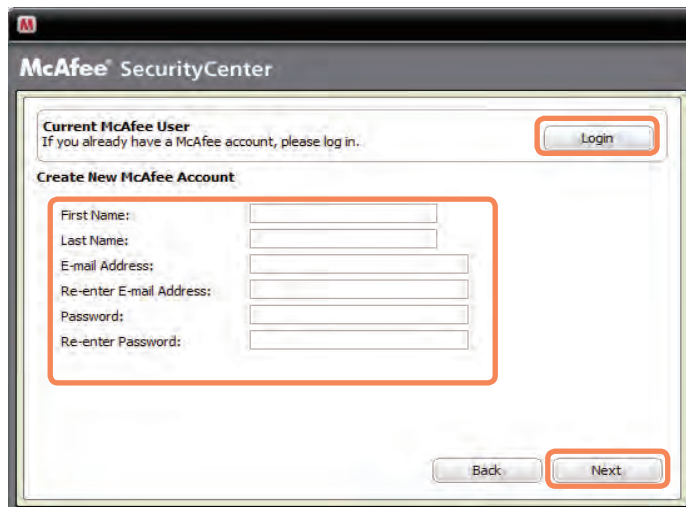 McAfee® SecurityCenter
Current McAfee User
If you already have a McAfee account, please log in.
Login
Create New McAfee Account
First Name:
Last Name:
E-mail Address:
Re-enter E-mail Address:
Password:
Re-enter Password:
Back
Next